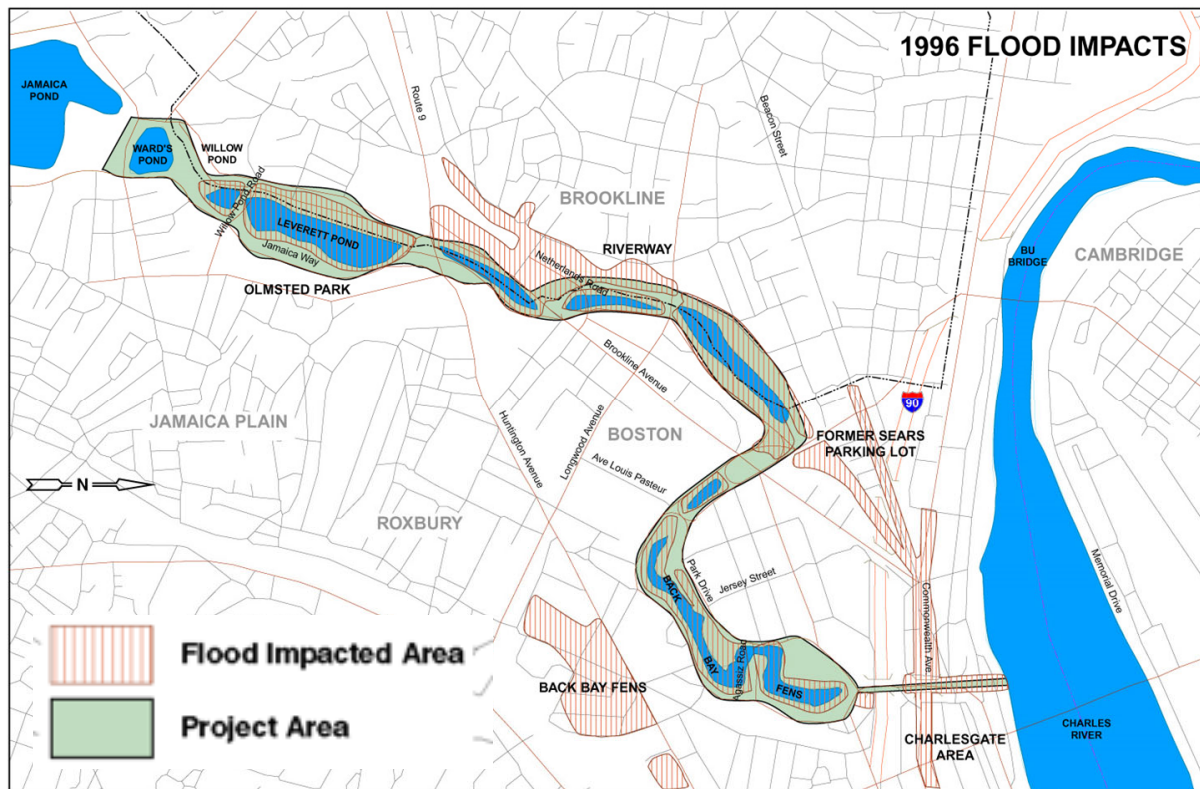 1996 FLOOD IMPACTS
JAMAICA
POND
Route 9
Beacon Street
WARD'S
POND
WILLOW
POND
Willow Pond Road
BROOKLINE
LEVERETT POND
Jamaica Way
RIVERWAY
Netherlands Road
BU
BRIDGE
CAMBRIDGE
OLMSTED PARK
Brookline Avenue
90
JAMAICA PLAIN
Huntington Avenue
Longwood Avenue
BOSTON
FORMER SEARS
PARKING LOT
Ave Louis Pasteur
N
ROXBURY
Park Drive
Jersey Street
Memorial Drive
Commonwealth Ave.
BACK
BAY
FENS
Agassiz Road
Flood Impacted Area
BACK BAY FENS
Project Area
CHARLESGATE
AREA
CHARLES
RIVER